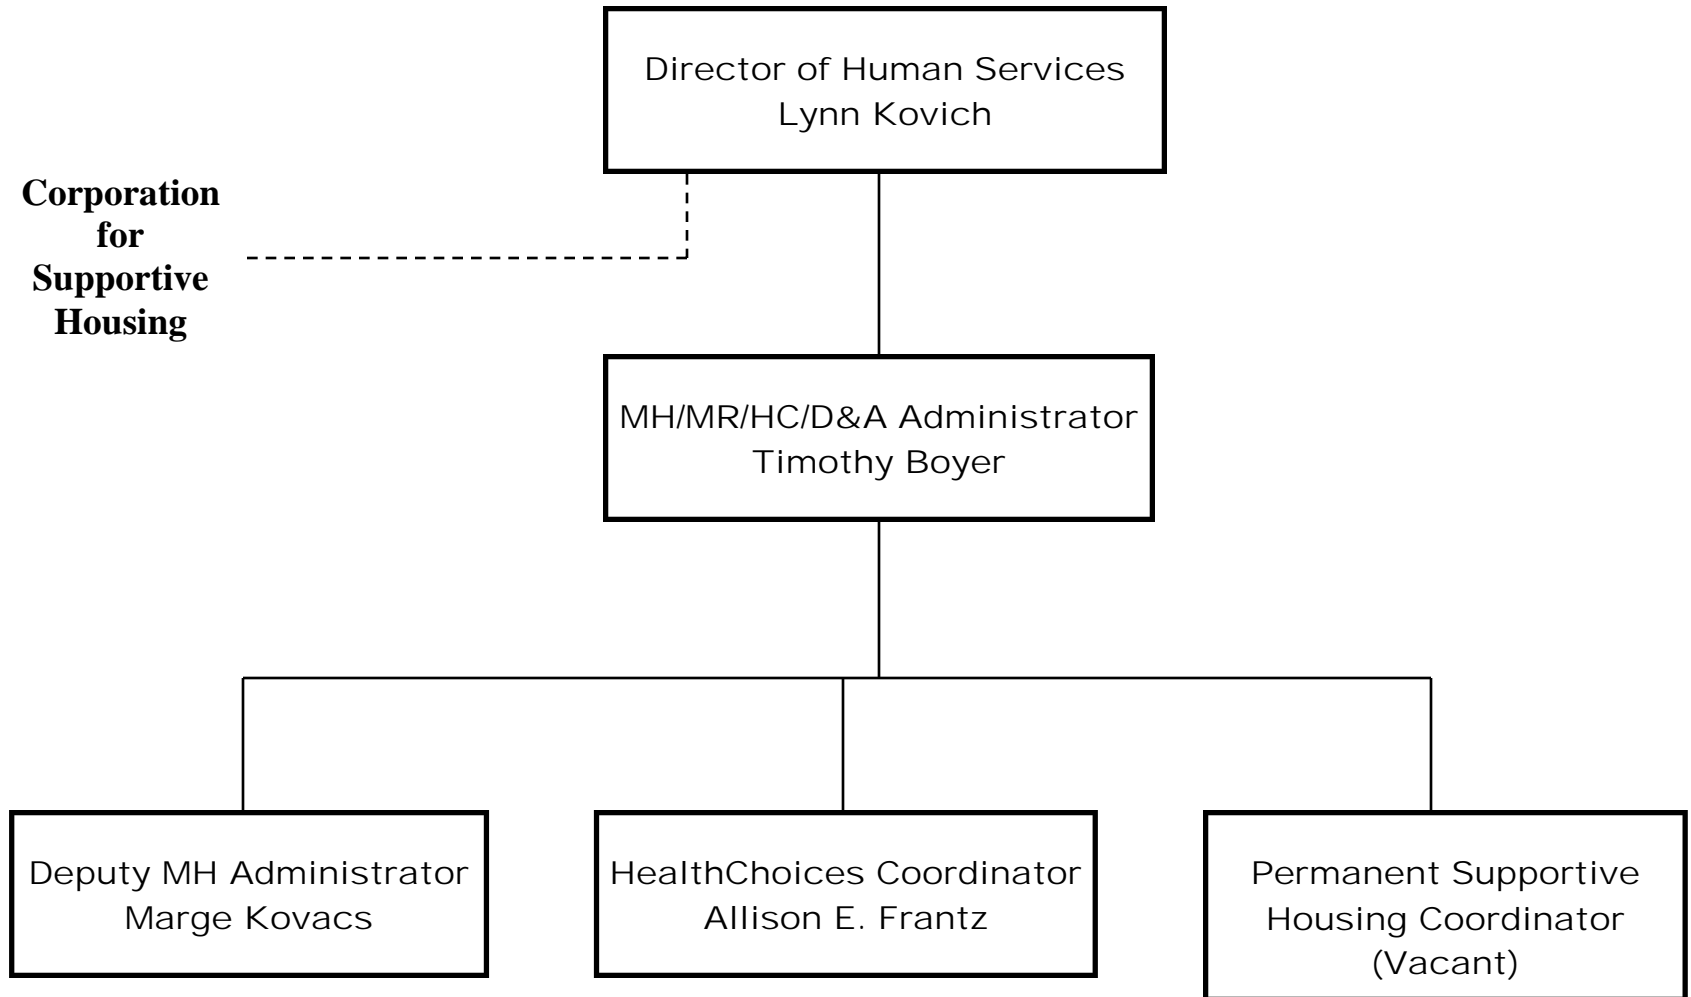 Director of Human Services
Lynn Kovich
Corporation
for
Supportive
Housing
MH/MR/HC/D&A Administrator
Timothy Boyer
Deputy MH Administrator
Marge Kovacs
HealthChoices Coordinator
Allison E. Frantz
Permanent Supportive
Housing Coordinator
(Vacant)